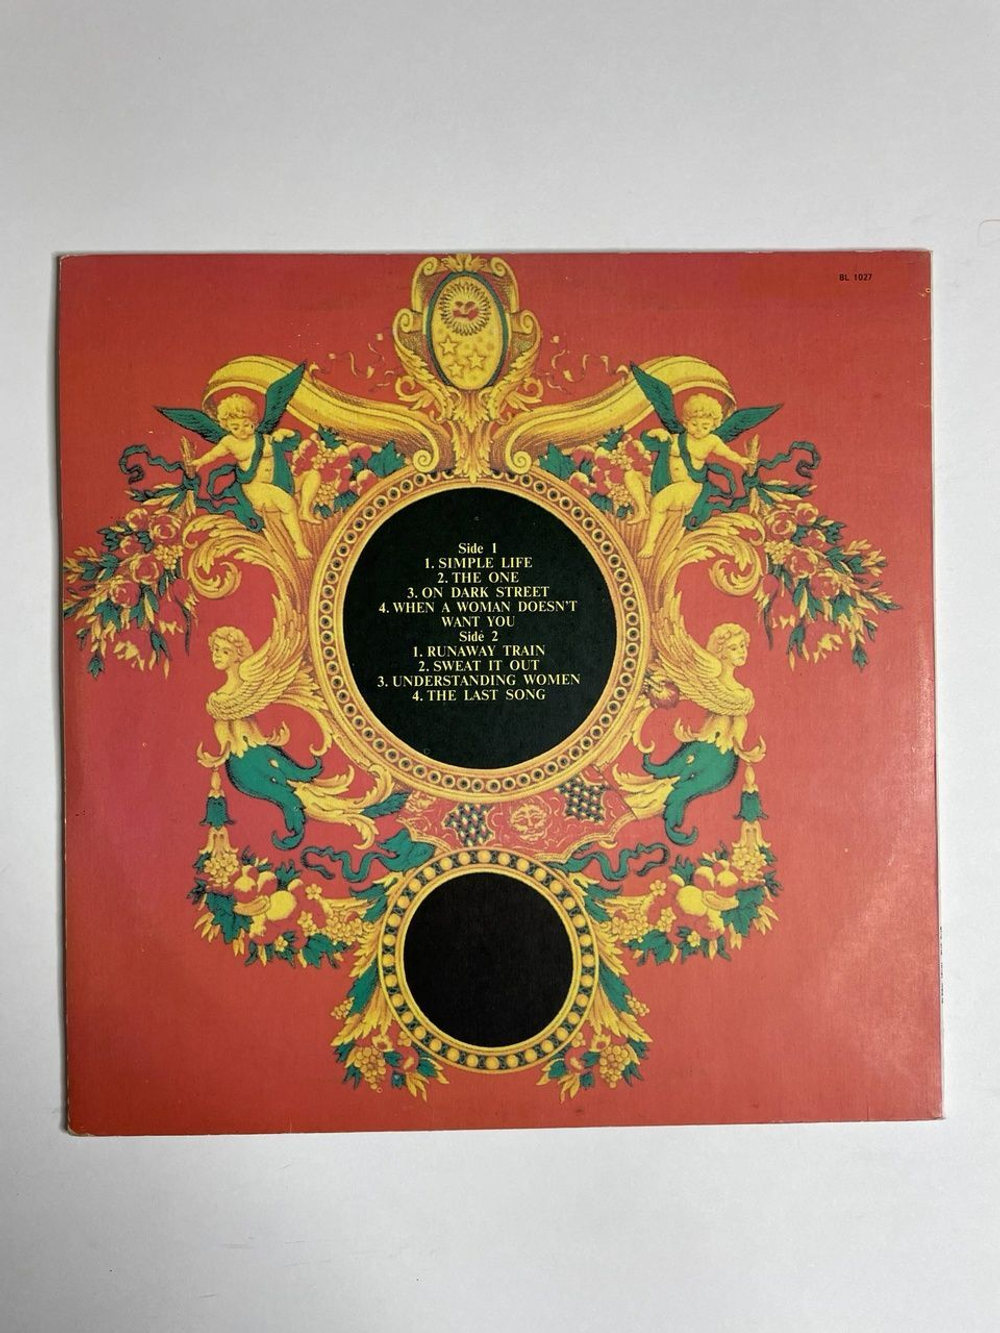 BL 1027
Side 1
1. SIMPLE LIFE
2. THE ONE
3. ON DARK STREET
4. WHEN A WOMAN DOESN'T
WANT YOU
Side 2
1. RUNAWAY TRAIN
2. SWEAT IT OUT
3. UNDERSTANDING WOMEN
4. THE LAST SONG